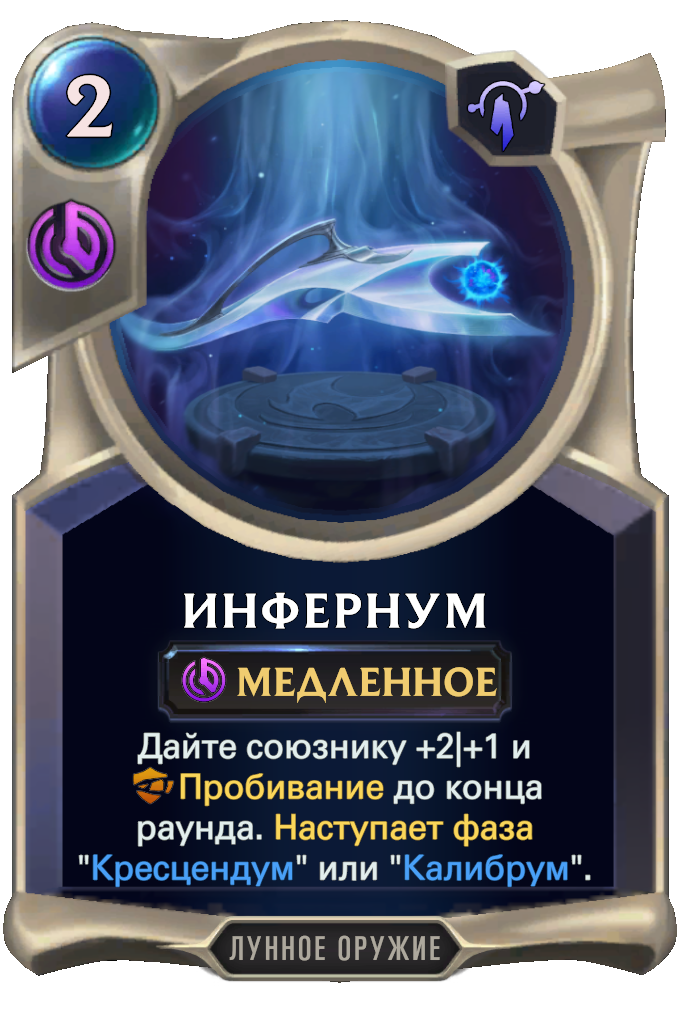 2
ИНФЕРНУМ
МЕДЛЕННОЕ
Дайте союзнику +2|+1 и
Пробивание до конца
раунда. Наступает фаза
"Кресцендум" или "Калибрум".
ЛУННОЕ ОРУЖИЕ